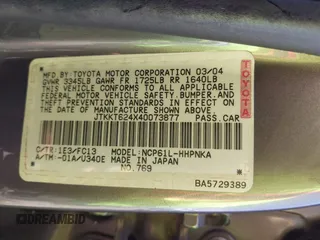 MFD BY TOYOTA MOTOR CORPORATION 03/04
GVWR 3345LB GAWR FR 1725LB RR 1640LB
THIS VEHICLE CONFORMS TO ALL APPLICABLE
FEDERAL MOTOR VEHICLE SAFETY, BUMPER, AND
THEFT PREVENTION STANDARDS IN EFFECT ON
THE DATE OF MANUFACTURE SHOWN ABOVE.
JTKKT624X40073877 PASS.CAR
TOYOTA
C/TR:1E3/FC13 MODEL:NCP61L-HHPNKA
A/TM:-01A/U340E MADE IN JAPAN
NO.769
BA5729389
DREAMBID